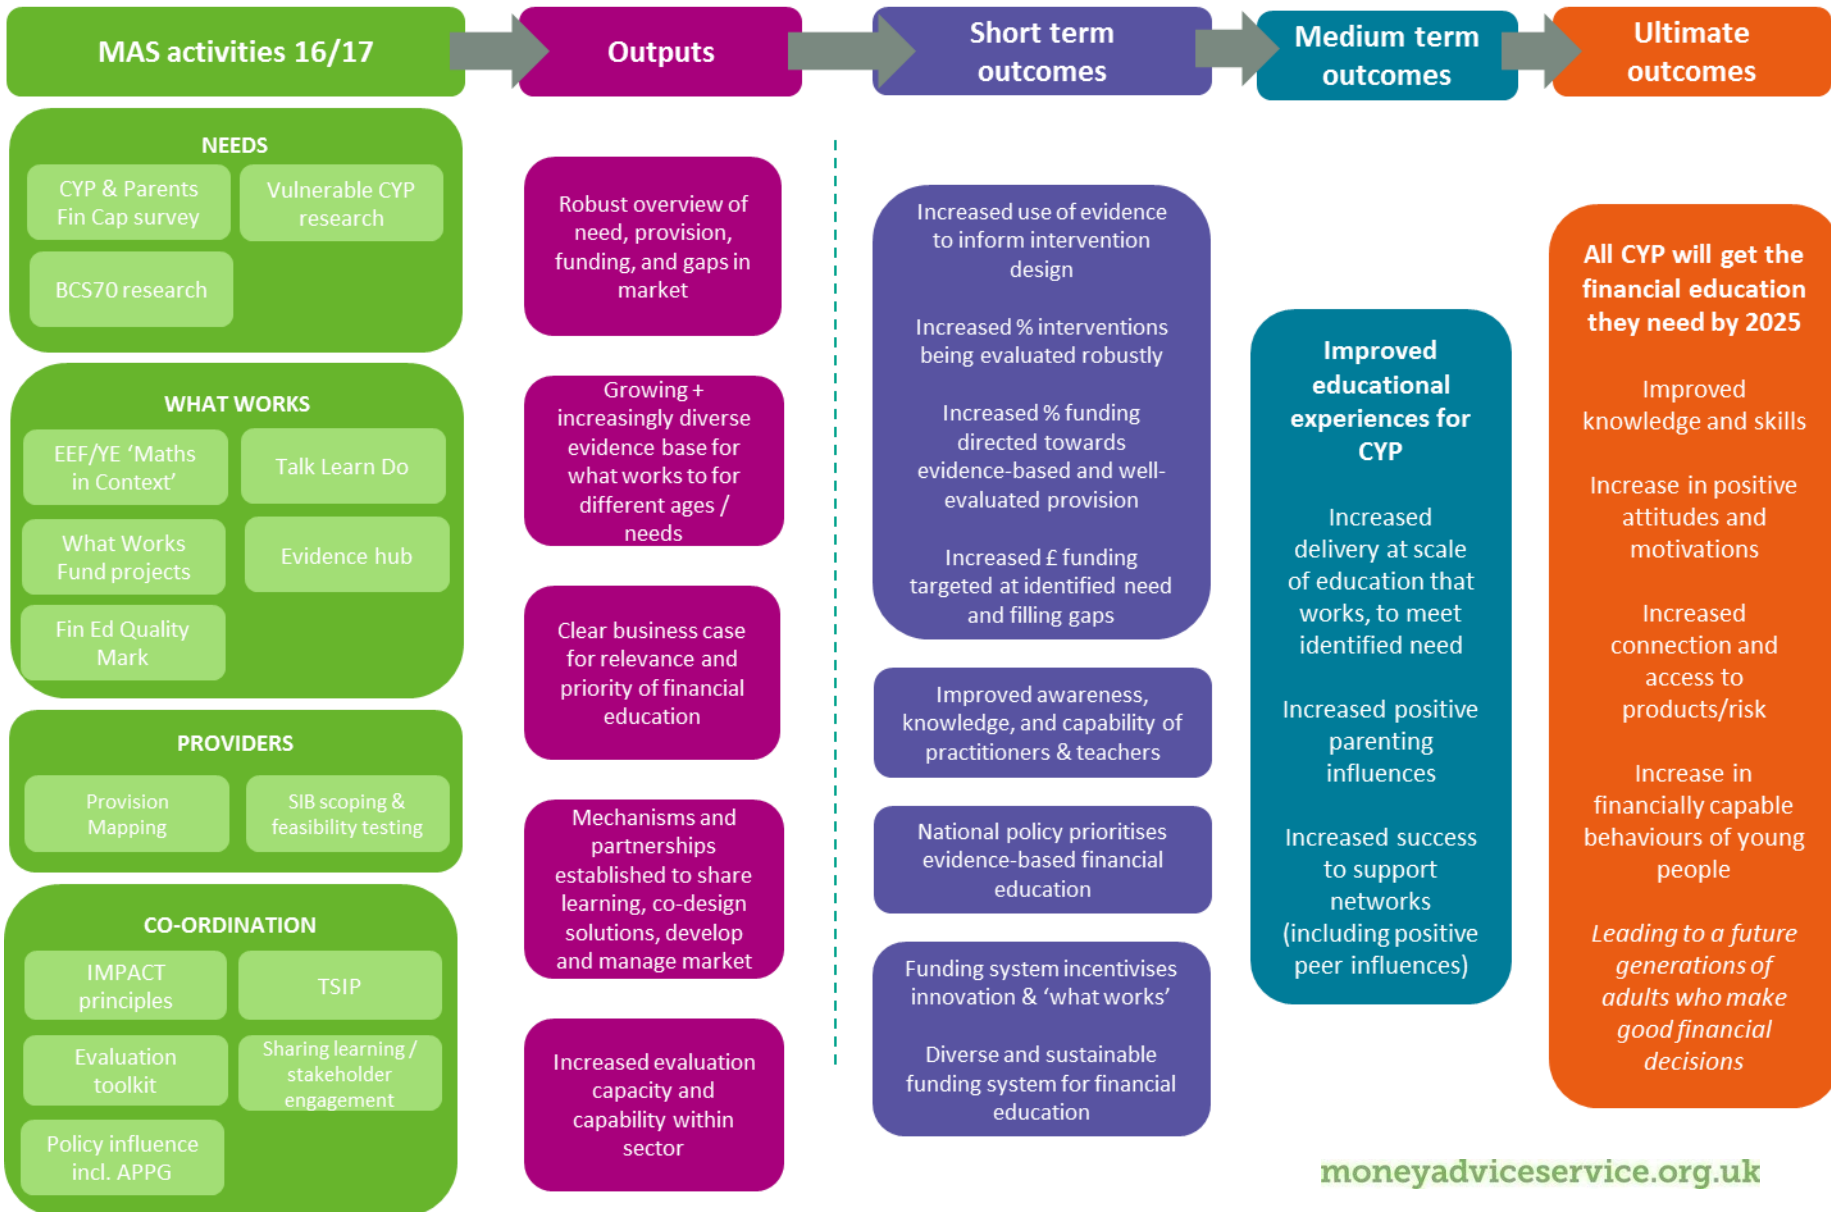 MAS activities 16/17
Outputs
Short term
outcomes
Medium term
outcomes
Ultimate
outcomes
NEEDS
CYP & Parents
Fin Cap survey
Vulnerable CYP
research
BCS70 research
WHAT WORKS
EEF/YE ‘Maths
in Context’
Talk Learn Do
What Works
Fund projects
Evidence hub
Fin Ed Quality
Mark
PROVIDERS
Provision
Mapping
SIB scoping &
feasibility testing
CO-ORDINATION
IMPACT
principles
TSIP
Evaluation
toolkit
Sharing learning /
stakeholder
engagement
Policy influence
incl. APPG
Robust overview of
need, provision,
funding, and gaps in
market
Growing +
increasingly diverse
evidence base for
what works to for
different ages /
needs
Clear business case
for relevance and
priority of financial
education
Mechanisms and
partnerships
established to share
learning, co-design
solutions, develop
and manage market
Increased evaluation
capacity and
capability within
sector
Increased use of evidence
to inform intervention
design
Increased % interventions
being evaluated robustly
Increased % funding
directed towards
evidence-based and well-
evaluated provision
Increased £ funding
targeted at identified need
and filling gaps
Improved awareness,
knowledge, and capability of
practitioners & teachers
National policy prioritises
evidence-based financial
education
Funding system incentivises
innovation & ‘what works’
Diverse and sustainable
funding system for financial
education
Improved
educational
experiences for
CYP
Increased
delivery at scale
of education that
works, to meet
identified need
Increased positive
parenting
influences
Increased success
to support
networks
(including positive
peer influences)
All CYP will get the
financial education
they need by 2025
Improved
knowledge and skills
Increase in positive
attitudes and
motivations
Increased
connection and
access to
products/risk
Increase in
financially capable
behaviours of young
people
Leading to a future
generations of
adults who make
good financial
decisions
moneyadviceservice.org.uk